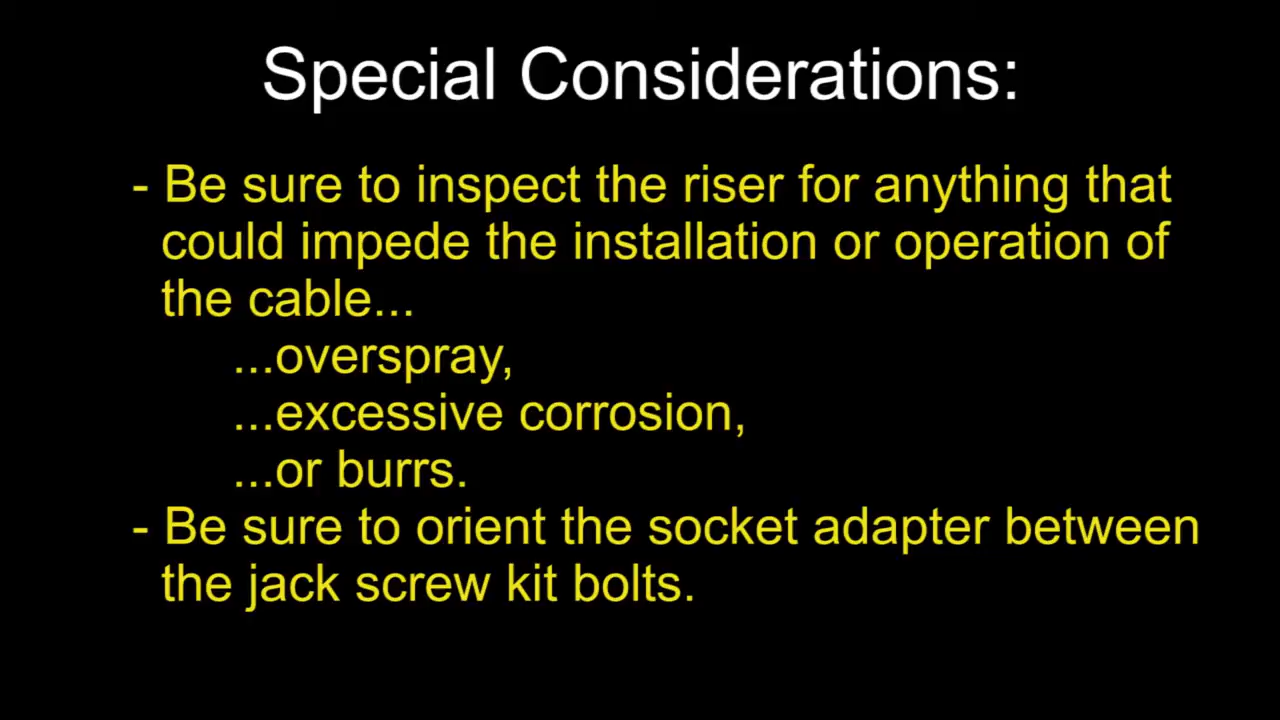 Special Considerations:
- Be sure to inspect the riser for anything that
could impede the installation or operation of
the cable...
...overspray,
...excessive corrosion,
...or burrs.
- Be sure to orient the socket adapter between
the jack screw kit bolts.